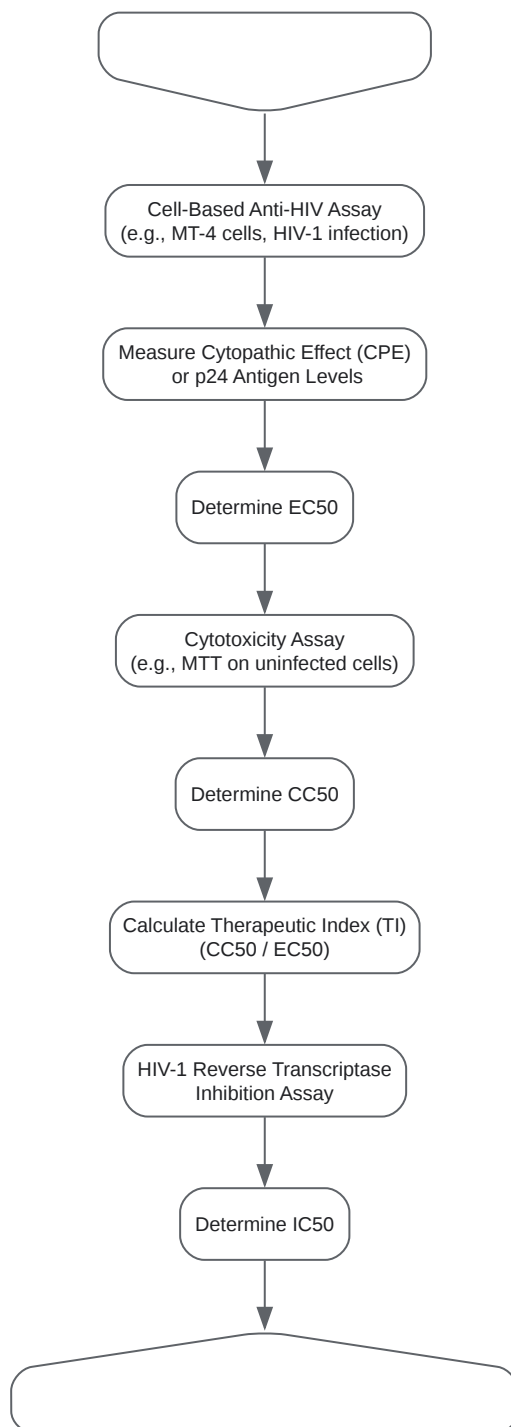 Cell-Based Anti-HIV Assay
(e.g., MT-4 cells, HIV-1 infection)
Measure Cytopathic Effect (CPE)
or p24 Antigen Levels
Determine EC50
Cytotoxicity Assay
(e.g., MTT on uninfected cells)
Determine CC50
Calculate Therapeutic Index (TI)
(CC50 / EC50)
HIV-1 Reverse Transcriptase
Inhibition Assay
Determine IC50